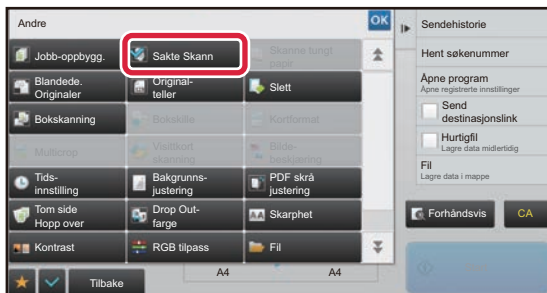 Andre
OK
Jobb-oppbygg.
Sakte Skann
Skanne tungt
papir
Blandede.
Originaler
Original-
teller
Slett
Bokskanning
Bokskille
Kortformat
Multicrop
Visittkort
skanning
Bilde-
beskjæring
Tids-
innstilling
Bakgrunns-
justering
PDF skrå
justering
Tom side
Hopp over
Drop Out-
farge
Skarphet
Kontrast
RGB tilpass
Fil
Tilbake
A4
A4
Sendehistorie
Hent søkenummer
Åpne program
Åpne registrerte innstillinger
Send
destinasjonslink
Hurtigfil
Lagre data midlertidig
Fil
Lagre data i mappe
Forhåndsvis
CA